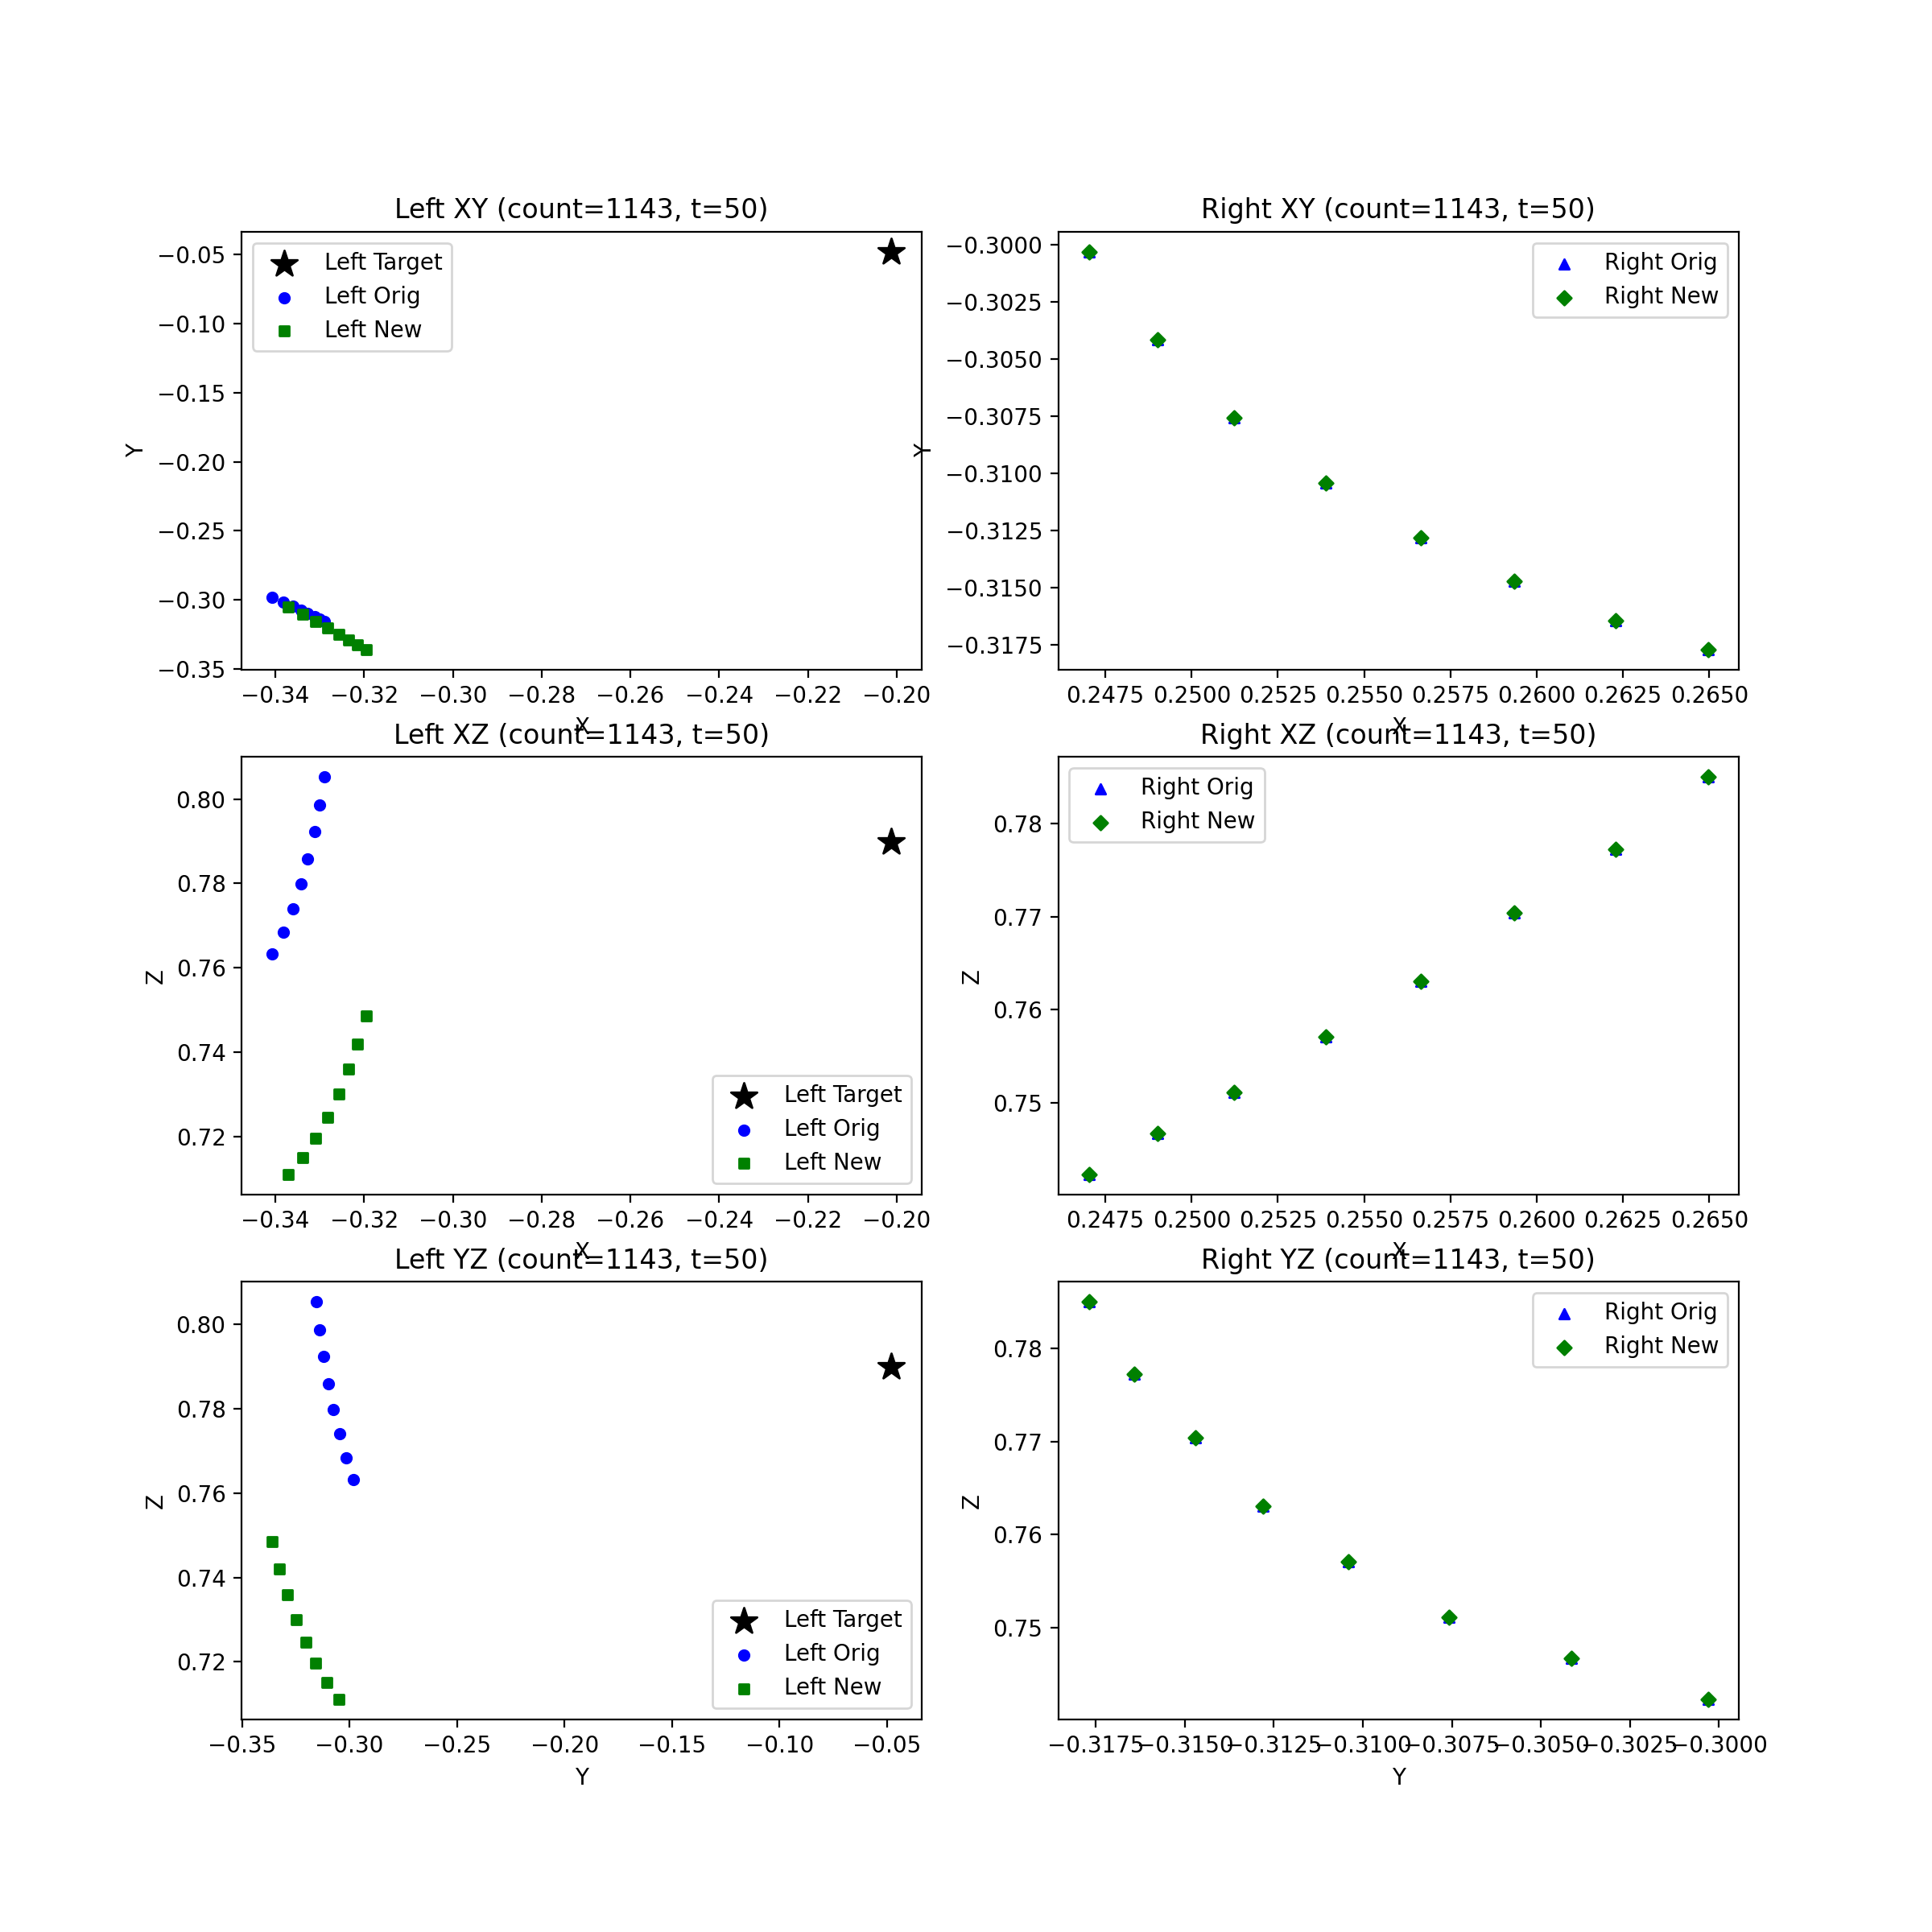 Left XY (count=1143, t=50)
Left Target
Left Orig
Left New
Y
−0.05
−0.10
−0.15
−0.20
−0.25
−0.30
−0.35
−0.34 −0.32 −0.30 −0.28 −0.26 −0.24 −0.22 −0.20
X
Right XY (count=1143, t=50)
Right Orig
Right New
Y
−0.3000
−0.3025
−0.3050
−0.3075
−0.3100
−0.3125
−0.3150
−0.3175
0.2475 0.2500 0.2525 0.2550 0.2575 0.2600 0.2625 0.2650
X
Left XZ (count=1143, t=50)
Z
0.80
0.78
0.76
0.74
0.72
Left Target
Left Orig
Left New
−0.34 −0.32 −0.30 −0.28 −0.26 −0.24 −0.22 −0.20
X
Right XZ (count=1143, t=50)
Right Orig
Right New
Z
0.78
0.77
0.76
0.75
0.2475 0.2500 0.2525 0.2550 0.2575 0.2600 0.2625 0.2650
X
Left YZ (count=1143, t=50)
Z
0.80
0.78
0.76
0.74
0.72
Left Target
Left Orig
Left New
−0.35 −0.30 −0.25 −0.20 −0.15 −0.10 −0.05
Y
Right YZ (count=1143, t=50)
Right Orig
Right New
Z
0.78
0.77
0.76
0.75
−0.3175 −0.3150 −0.3125 −0.3100 −0.3075 −0.3050 −0.3025 −0.3000
Y